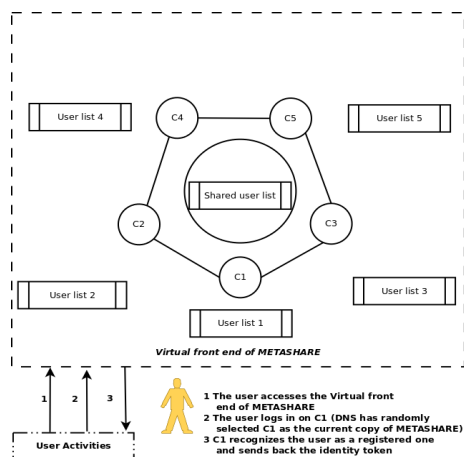 C4
C5
User list 4
User list 5
Shared user list
C2
C3
C1
User list 2
User list 3
User list 1
Virtual front end of METASHARE
1
2
3
User Activities
1 The user accesses the Virtual front
end of METASHARE
2 The user logs in on C1 (DNS has randomly
selected C1 as the current copy of METASHARE)
3 C1 recognizes the user as a registered one
and sends back the identity token